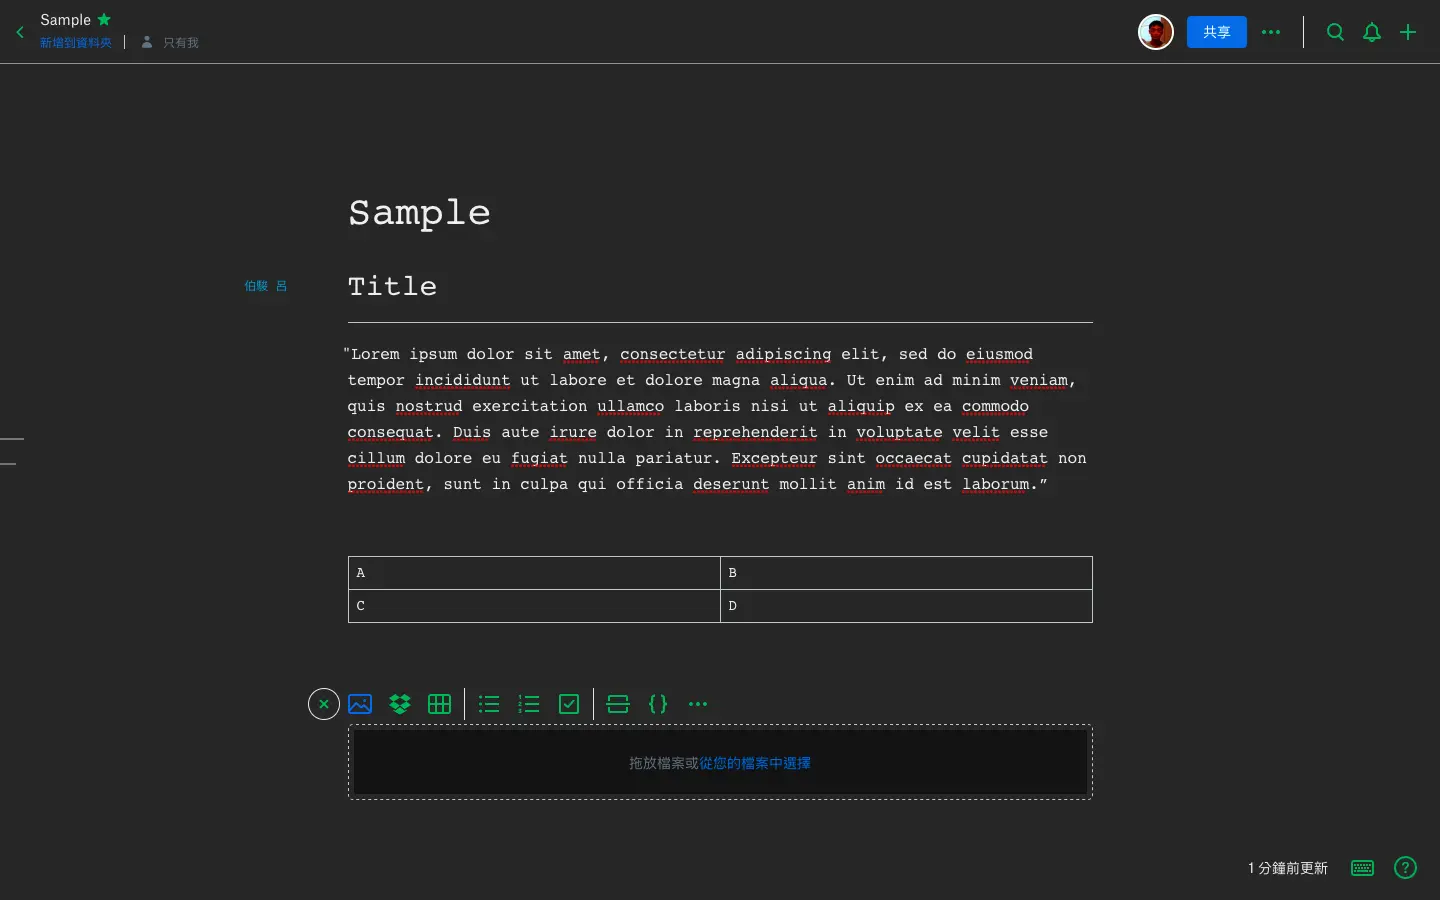 Sample
新增到資料夾
只有我
共享
Sample
伯駿 呂
Title
"Lorem ipsum dolor sit amet, consectetur adipiscing elit, sed do eiusmod
tempor incididunt ut labore et dolore magna aliqua. Ut enim ad minim veniam,
quis nostrud exercitation ullamco laboris nisi ut aliquip ex ea commodo
consequat. Duis aute irure dolor in reprehenderit in voluptate velit esse
cillum dolore eu fugiat nulla pariatur. Excepteur sint occaecat cupidatat non
proident, sunt in culpa qui officia deserunt mollit anim id est laborum.”
A B
C D
拖放檔案或從您的檔案中選擇
1 分鐘前更新